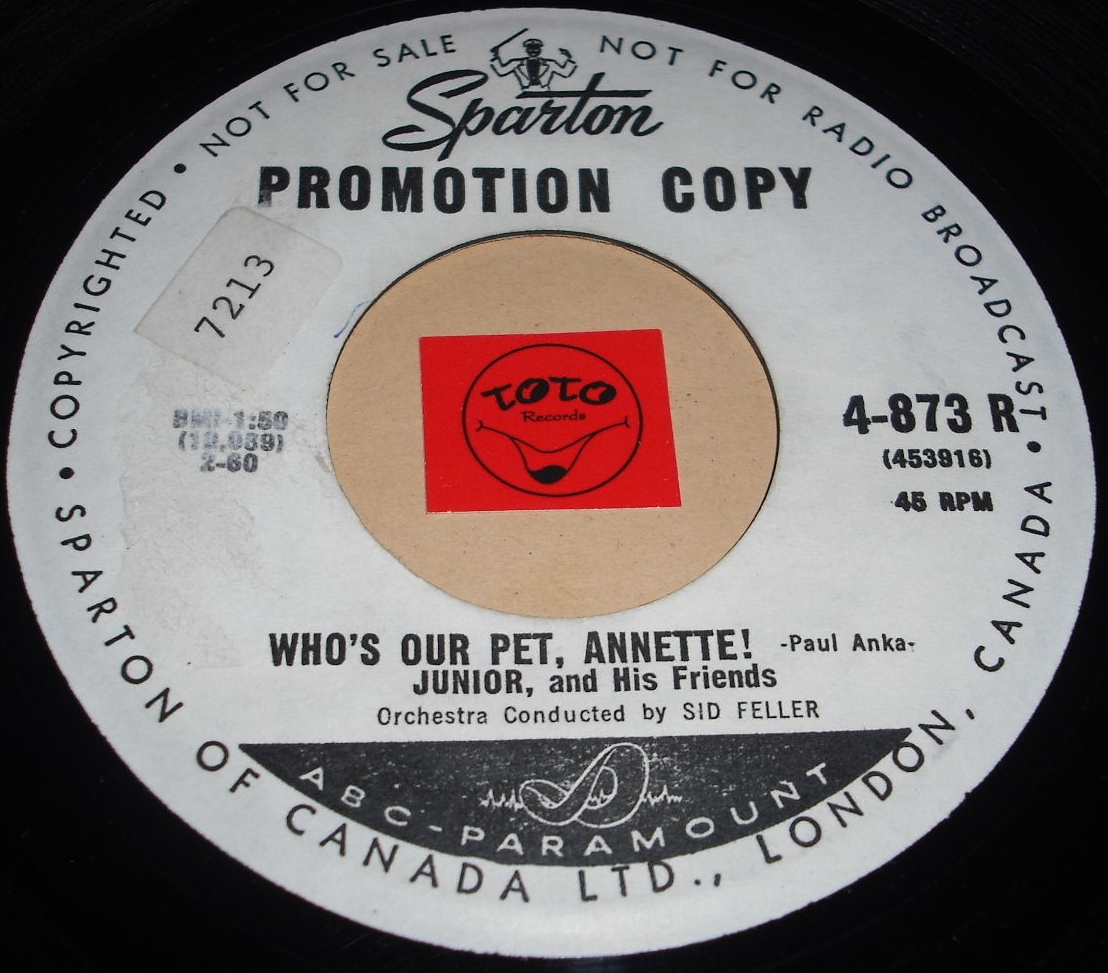 NOT FOR SALE
NOT FOR RADIO BROADCAST •
Sparton
PROMOTION COPY
7213
BMI-1:50
2-60
TOTO
Records
4-873 R
(453916)
45 RPM
WHO'S OUR PET, ANNETTE! -Paul Anka-
JUNIOR, and His Friends
Orchestra Conducted by SID FELLER
ABC-PARAMOUNT
• COPYRIGHTED •
SPARTON OF CANADA LTD., LONDON, CANADA